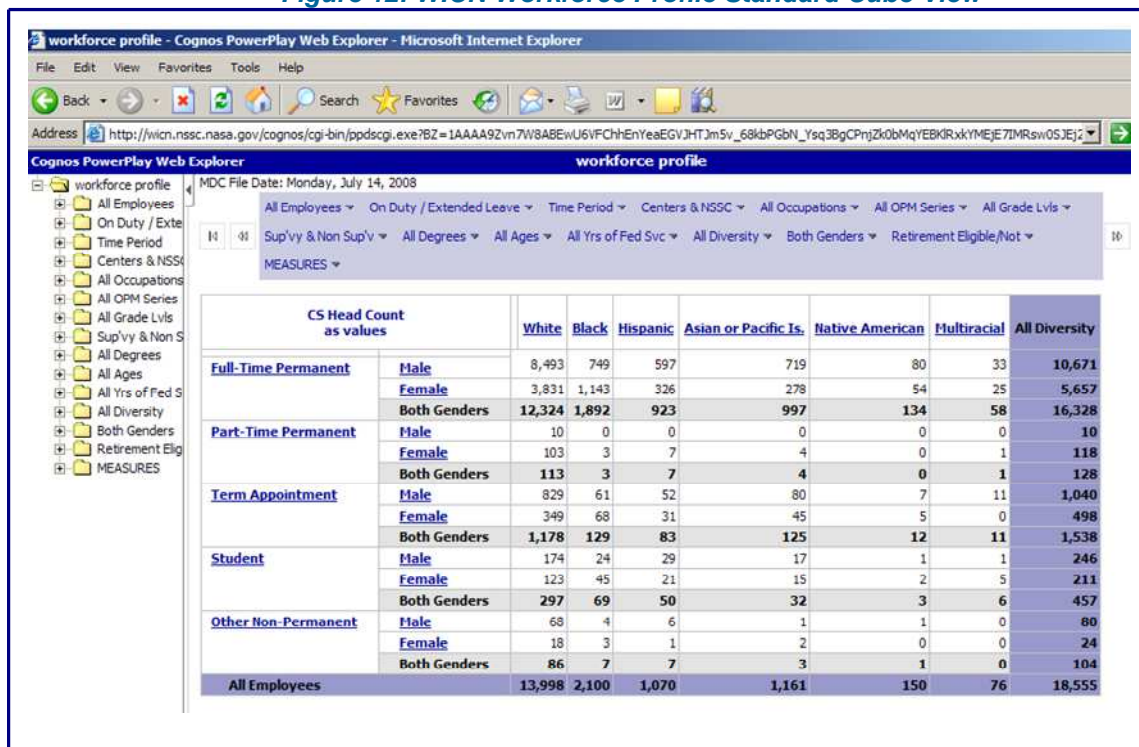 Figure 12: WICN Workforce Profile Standard Cube View
workforce profile - Cognos PowerPlay Web Explorer - Microsoft Internet Explorer
File Edit View Favorites Tools Help
Back Search Favorites
Address http://wicn.nssc.nasa.gov/cognos/cgi-bin/ppdscgi.exe?BZ=
Cognos PowerPlay Web Explorer workforce profile
workforce profile
All Employees
On Duty / Exte
Time Period
Centers & NSS
All Occupations
All OPM Series
All Grade Lvls
Sup'vy & Non S
All Degrees
All Ages
All Yrs of Fed S
All Diversity
Both Genders
Retirement Elig
MEASURES
MDC File Date: Monday, July 14, 2008
All Employees On Duty / Extended Leave Time Period Centers & NSSC All Occupations All OPM Series All Grade Lvls
Sup'vy & Non Sup'v All Degrees All Ages All Yrs of Fed Svc All Diversity Both Genders Retirement Eligible/Not
MEASURES
CS Head Count
as values White Black Hispanic Asian or Pacific Is. Native American Multiracial All Diversity
Full-Time Permanent Male 8,493 749 597 719 80 33 10,671
Female 3,831 1,143 326 278 54 25 5,657
Both Genders 12,324 1,892 923 997 134 58 16,328
Part-Time Permanent Male 10 0 0 0 0 0 10
Female 103 3 7 4 0 1 118
Both Genders 113 3 7 4 0 1 128
Term Appointment Male 829 61 52 80 7 11 1,040
Female 349 68 31 45 5 0 498
Both Genders 1,178 129 83 125 12 11 1,538
Student Male 174 24 29 17 1 1 246
Female 123 45 21 15 2 5 211
Both Genders 297 69 50 32 3 6 457
Other Non-Permanent Male 68 4 6 1 1 0 80
Female 18 3 1 2 0 0 24
Both Genders 86 7 7 3 1 0 104
All Employees 13,998 2,100 1,070 1,161 150 76 18,555